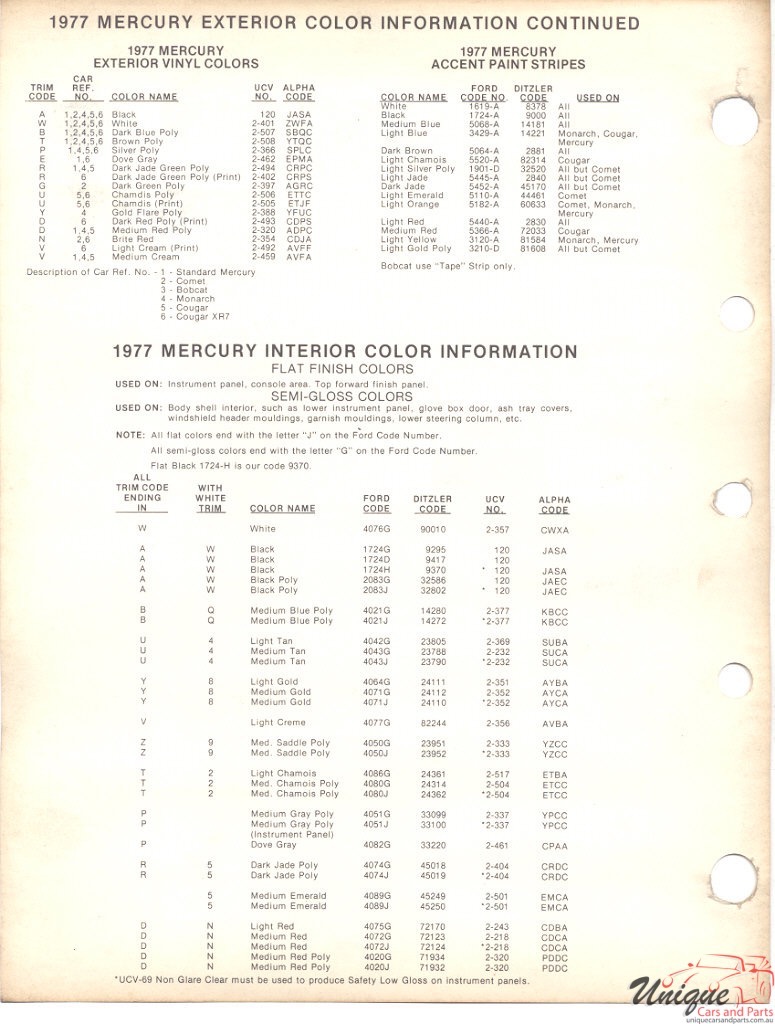 1977 MERCURY EXTERIOR COLOR INFORMATION CONTINUED
1977 MERCURY
EXTERIOR VINYL COLORS
TRIM CODE CAR REF. NO. COLOR NAME UCV NO. ALPHA CODE
A 1,2,4,5,6 Black 120 JASA
W 1,2,4,5,6 White 2-401 ZWFA
B 1,2,4,5,6 Dark Blue Poly 2-507 SBQC
T 1,2,4,5,6 Brown Poly 2-508 YTQC
P 1,4,5,6 Silver Poly 2-366 SPLC
E 1,6 Dove Gray 2-462 EPMA
R 1,4,5 Dark Jade Green Poly 2-494 CRPC
R 6 Dark Jade Green Poly (Print) 2-402 CRPS
G 2 Dark Green Poly 2-397 AGRC
U 5,6 Chamdis Poly 2-506 ETTC
U 5,6 Chamdis (Print) 2-505 ETJF
Y 4 Gold Flare Poly 2-388 YFUC
D 6 Dark Red Poly (Print) 2-493 CDPS
D 1,4,5 Medium Red Poly 2-320 ADPC
N 2,6 Brite Red 2-354 CDJA
V 6 Light Cream (Print) 2-492 AVFF
V 1,4,5 Medium Cream 2-459 AVFA
Description of Car Ref. No. - 1 - Standard Mercury
2 - Comet
3 - Bobcat
4 - Monarch
5 - Cougar
6 - Cougar XR7
1977 MERCURY
ACCENT PAINT STRIPES
COLOR NAME FORD CODE NO. DITZLER CODE USED ON
White 1619-A 8378 All
Black 1724-A 9000 All
Medium Blue 5068-A 14181 All
Light Blue 3429-A 14221 Monarch, Cougar,
Mercury
Dark Brown 5064-A 2881 All
Light Chamois 5520-A 82314 Cougar
Light Silver Poly 1901-D 32520 All but Comet
Light Jade 5445-A 2840 All but Comet
Dark Jade 5452-A 45170 All but Comet
Light Emerald 5110-A 44461 Comet
Light Orange 5182-A 60633 Comet, Monarch,
Mercury
Light Red 5440-A 2830 All
Medium Red 5366-A 72033 Cougar
Light Yellow 3120-A 81584 Monarch, Mercury
Light Gold Poly 3210-D 81608 All but Comet
Bobcat use "Tape" Strip only.
1977 MERCURY INTERIOR COLOR INFORMATION
FLAT FINISH COLORS
USED ON: Instrument panel, console area. Top forward finish panel.
SEMI-GLOSS COLORS
USED ON: Body shell interior, such as lower instrument panel, glove box door, ash tray covers,
windshield header mouldings, garnish mouldings, lower steering column, etc.
NOTE: All flat colors end with the letter "J" on the Ford Code Number.
All semi-gloss colors end with the letter "G" on the Ford Code Number.
Flat Black 1724-H is our code 9370.
ALL TRIM CODE ENDING IN WITH WHITE TRIM COLOR NAME FORD CODE DITZLER CODE UCV NO. ALPHA CODE
W White 4076G 90010 2-357 CWXA
A W Black 1724G 9295 120 JASA
A W Black 1724D 9417 120
A W Black 1724H 9370 * 120 JASA
A W Black Poly 2083G 32586 120 JAEC
A W Black Poly 2083J 32802 * 120 JAEC
B Q Medium Blue Poly 4021G 14280 2-377 KBCC
B Q Medium Blue Poly 4021J 14272 *2-377 KBCC
U 4 Light Tan 4042G 23805 2-369 SUBA
U 4 Medium Tan 4043G 23788 2-232 SUCA
U 4 Medium Tan 4043J 23790 *2-232 SUCA
Y 8 Light Gold 4064G 24111 2-351 AYBA
Y 8 Medium Gold 4071G 24112 2-352 AYCA
Y 8 Medium Gold 4071J 24110 *2-352 AYCA
V Light Creme 4077G 82244 2-356 AVBA
Z 9 Med. Saddle Poly 4050G 23951 2-333 YZCC
Z 9 Med. Saddle Poly 4050J 23952 *2-333 YZCC
T 2 Light Chamois 4086G 24361 2-517 ETBA
T 2 Med. Chamois Poly 4080G 24314 2-504 ETCC
T 2 Med. Chamois Poly 4080J 24362 *2-504 ETCC
P Medium Gray Poly 4051G 33099 2-337 YPCC
P Medium Gray Poly 4051J 33100 *2-337 YPCC
(Instrument Panel)
P Dove Gray 4082G 33220 2-461 CPAA
R 5 Dark Jade Poly 4074G 45018 2-404 CRDC
R 5 Dark Jade Poly 4074J 45019 *2-404 CRDC
5 Medium Emerald 4089G 45249 2-501 EMCA
5 Medium Emerald 4089J 45250 *2-501 EMCA
D N Light Red 4075G 72170 2-243 CDBA
D N Medium Red 4072G 72123 2-218 CDCA
D N Medium Red 4072J 72124 *2-218 CDCA
D N Medium Red Poly 4020G 71934 2-320 PDDC
D N Medium Red Poly 4020J 71932 2-320 PDDC
*UCV-69 Non Glare Clear must be used to produce Safety Low Gloss on instrument panels.
Unique
Cars and Parts
uniquecarsandparts.com.au